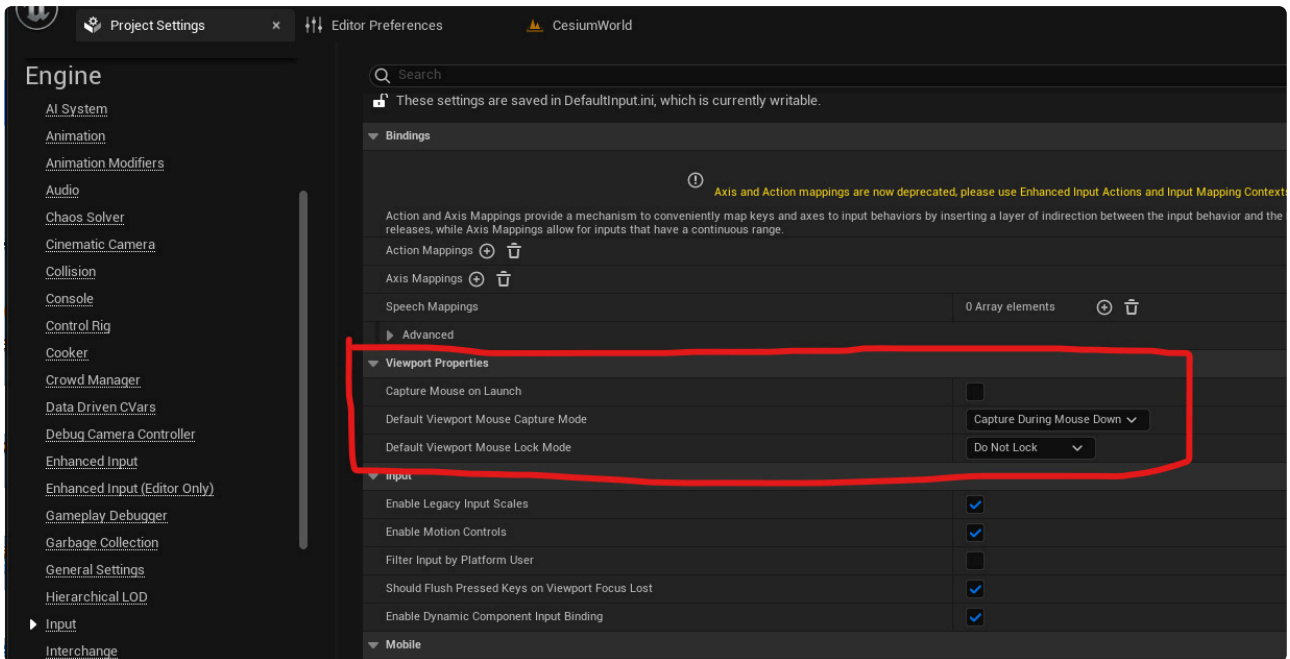 Project Settings
Editor Preferences
CesiumWorld
Engine
AI System
Animation
Animation Modifiers
Audio
Chaos Solver
Cinematic Camera
Collision
Console
Control Rig
Cooker
Crowd Manager
Data Driven CVars
Debug Camera Controller
Enhanced Input
Enhanced Input (Editor Only)
Gameplay Debugger
Garbage Collection
General Settings
Hierarchical LOD
Input
Interchange
Search
These settings are saved in DefaultInput.ini, which is currently writable.
Bindings
Axis and Action mappings are now deprecated, please use Enhanced Input Actions and Input Mapping Contexts
Action and Axis Mappings provide a mechanism to conveniently map keys and axes to input behaviors by inserting a layer of indirection between the input behavior and the
releases, while Axis Mappings allow for inputs that have a continuous range.
Action Mappings
Axis Mappings
Speech Mappings 0 Array elements
Advanced
Viewport Properties
Capture Mouse on Launch
Default Viewport Mouse Capture Mode Capture During Mouse Down
Default Viewport Mouse Lock Mode Do Not Lock
Input
Enable Legacy Input Scales
Enable Motion Controls
Filter Input by Platform User
Should Flush Pressed Keys on Viewport Focus Lost
Enable Dynamic Component Input Binding
Mobile